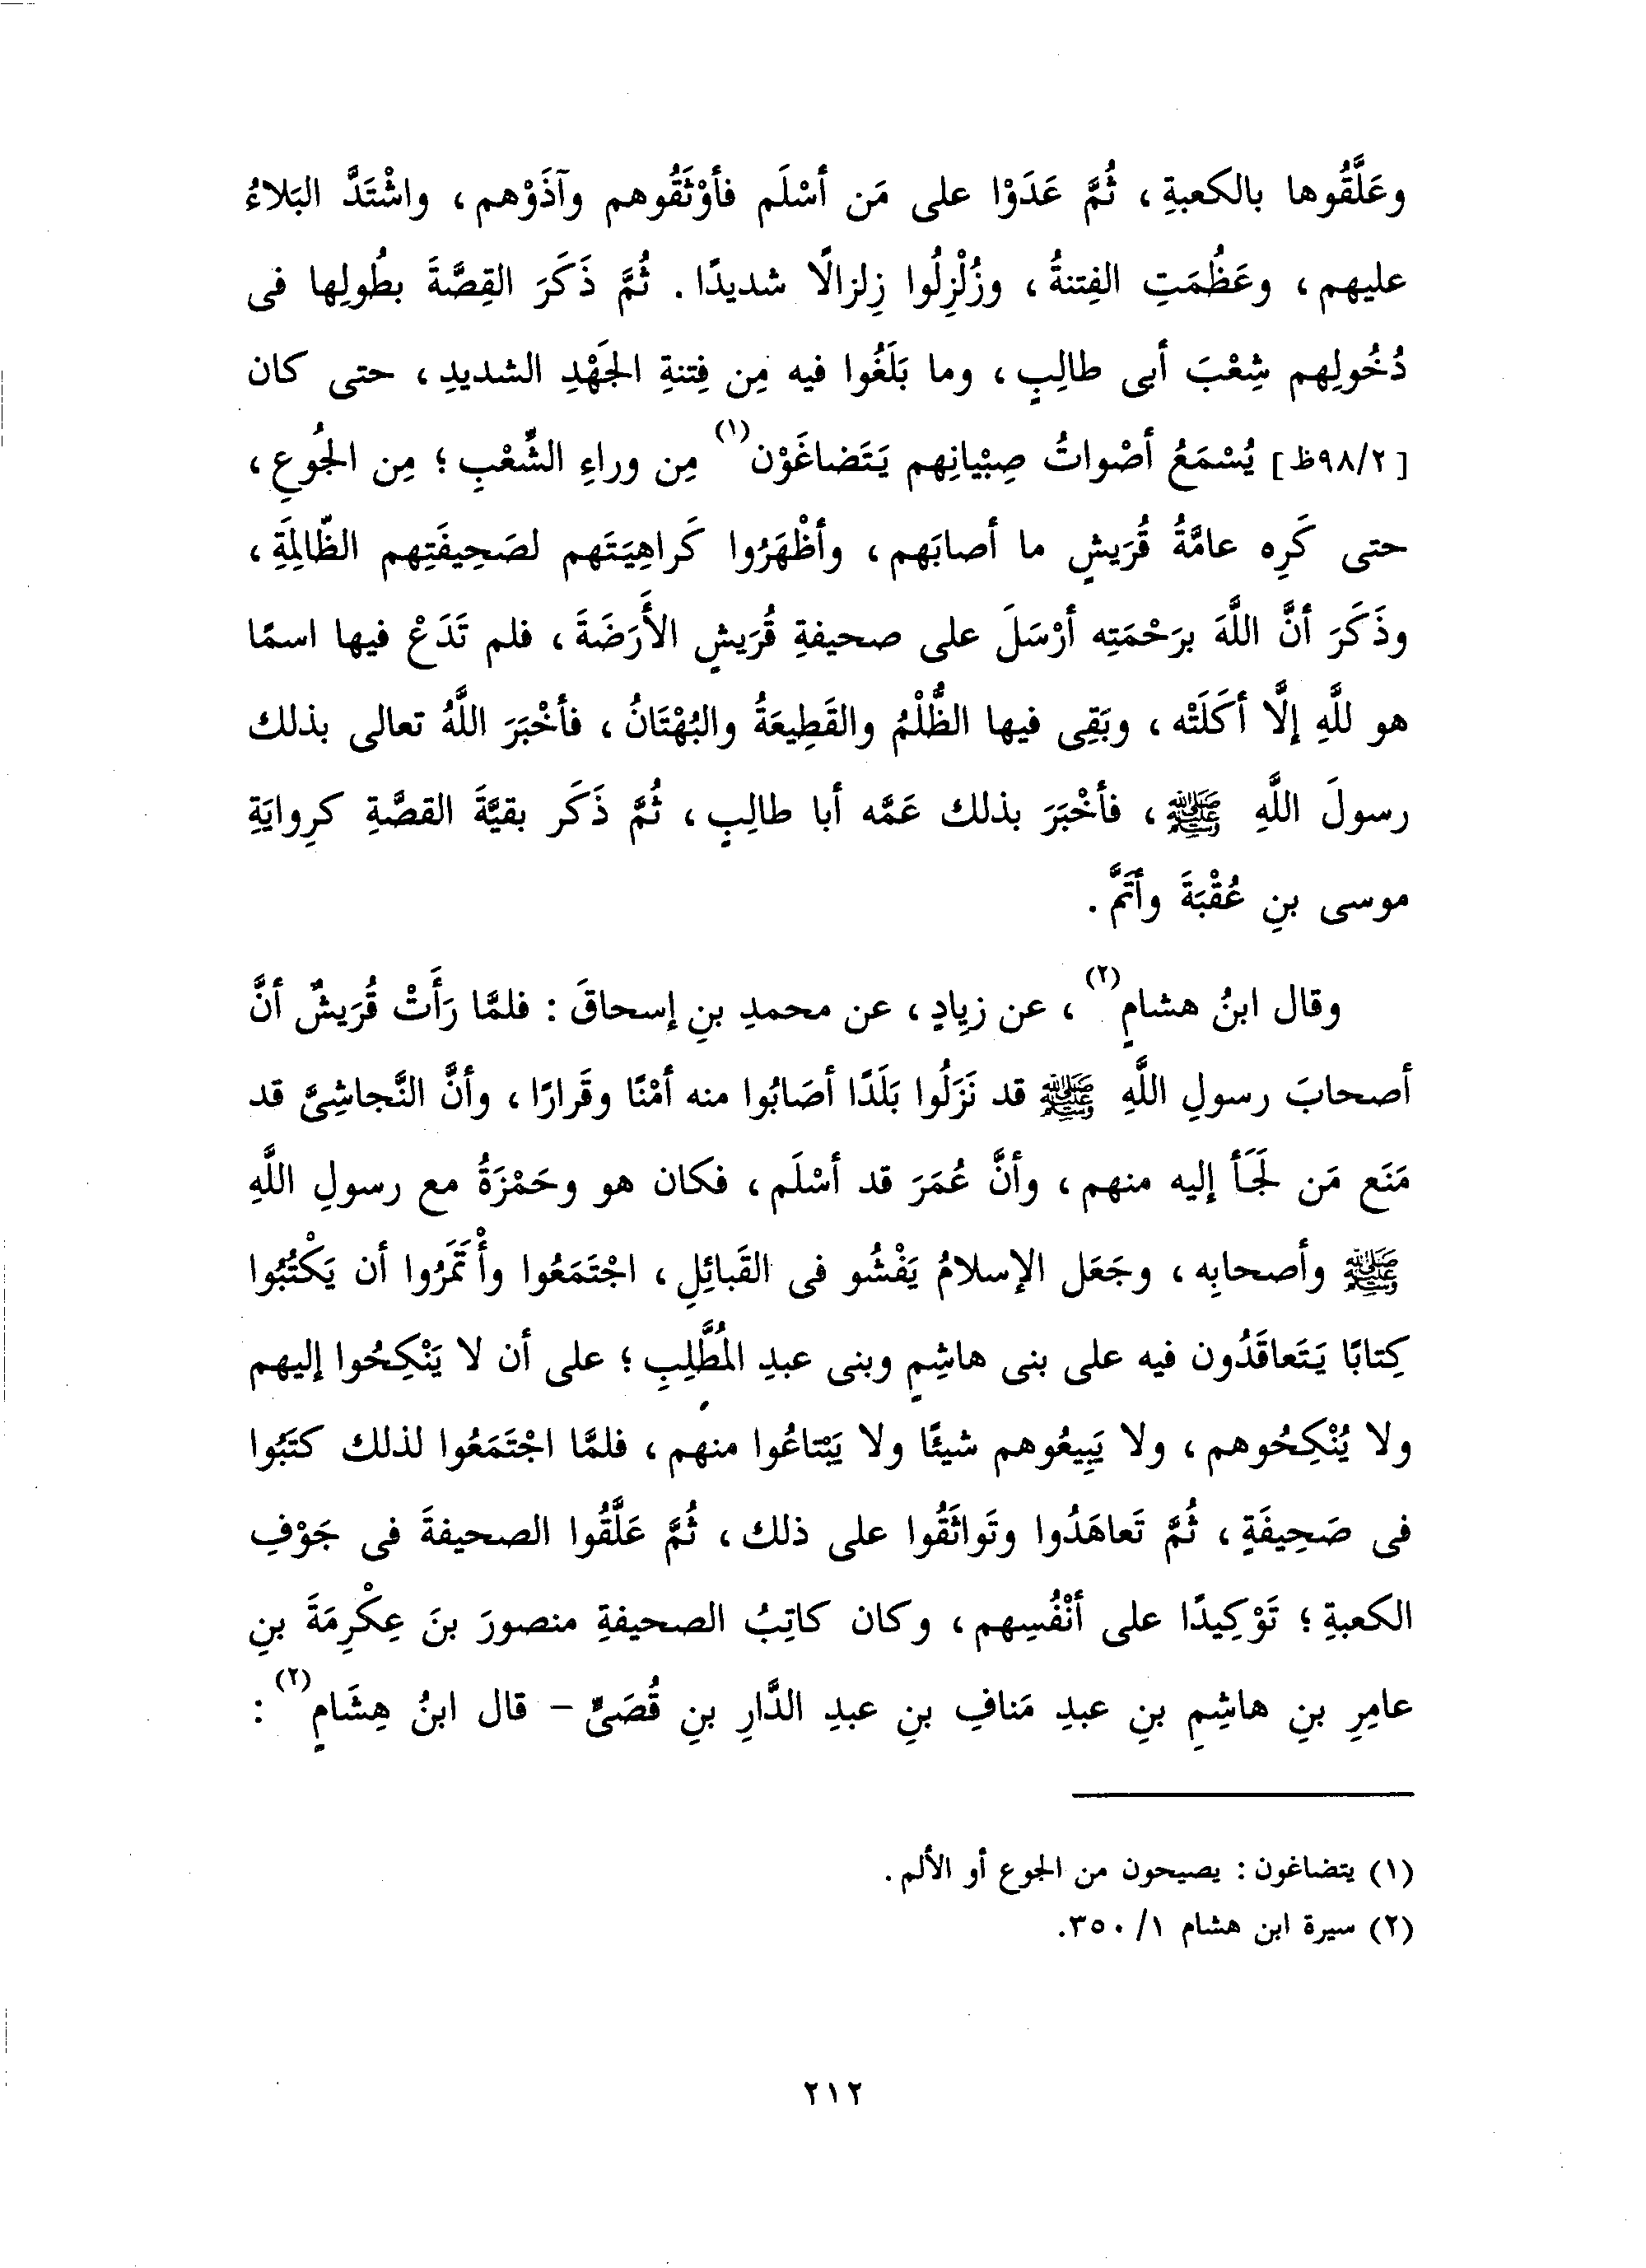 وعَلَّقُوها بالكعبةِ ، ثُمَّ عَدَوْا على مَن أسْلَم فأوْثَقُوهم وآذَوْهم ، واشْتَدَّ البَلاءُ
عليهم ، وعَظُمَتِ الفِتنةُ ، وزُلْزِلُوا زِلزالًا شديدًا . ثُمَّ ذَكَرَ القِصَّةَ بطُولِها فى
دُخُولِهم شِعْبَ أبى طالِبٍ ، وما بَلَغُوا فيه مِن فِتنةِ الجَهْدِ الشديدِ ، حتى كان
[٩٨/٢ظ] يُسْمَعُ أصْواتُ صِبْيانِهم يَتَضاغَوْن(١) مِن وراءِ الشِّعْبِ ؛ مِن الجُوعِ ،
حتى كَرِه عامَّةُ قُرَيشٍ ما أصابَهم ، وأظْهَرُوا كَراهِيَتَهم لصَحِيفَتِهم الظَّالِمَةِ ،
وذَكَرَ أنَّ اللَّهَ برَحْمَتِه أرْسَلَ على صحيفةِ قُرَيشٍ الأَرَضَةَ ، فلم تَدَعْ فيها اسمًا
هو للَّهِ إلَّا أكَلَتْه ، وبَقِى فيها الظُّلْمُ والقَطِيعَةُ والبُهْتَانُ ، فأخْبَرَ اللَّهُ تعالى بذلك
رسولَ اللَّهِ ﷺ ، فأخْبَرَ بذلك عَمَّه أبا طالِبٍ ، ثُمَّ ذَكَر بقيَّةَ القصَّةِ كرِوايَةِ
موسى بنِ عُقْبَةَ وأتَمَّ .
وقال ابنُ هشامٍ(٢) ، عن زِيادٍ ، عن محمدِ بنِ إسحاقَ : فلمَّا رَأَتْ قُرَيشٌ أنَّ
أصحابَ رسولِ اللَّهِ ﷺ قد نَزَلُوا بَلَدًا أصَابُوا منه أمْنًا وقَرارًا ، وأنَّ النَّجاشِىَّ قد
مَنَع مَن لَجَأ إليه منهم ، وأنَّ عُمَرَ قد أسْلَم ، فكان هو وحَمْزَةُ مع رسولِ اللَّهِ
ﷺ وأصحابِه ، وجَعَل الإسلامُ يَفْشُو فى القَبائِلِ ، اجْتَمَعُوا وأْتَمَرُوا أن يَكْتُبُوا
كِتابًا يَتَعاقَدُون فيه على بنى هاشِمٍ وبنى عبدِ المُطَّلِبِ ؛ على أن لا يَنْكِحُوا إليهم
ولا يُنْكِحُوهم ، ولا يَبِيعُوهم شيئًا ولا يَبْتاعُوا منهم ، فلمَّا اجْتَمَعُوا لذلك كتَبُوا
فى صَحِيفَةٍ ، ثُمَّ تَعاهَدُوا وتَواثَقُوا على ذلك ، ثُمَّ عَلَّقُوا الصحيفةَ فى جَوْفِ
الكعبةِ ؛ تَوْكِيدًا على أنْفُسِهم ، وكان كاتِبُ الصحيفةِ منصورَ بنَ عِكْرِمَةَ بنِ
عامِرِ بنِ هاشِمِ بنِ عبدِ مَنافِ بنِ عبدِ الدَّارِ بنِ قُصَىٍّ – قال ابنُ هِشَامٍ(٢) :
(١) يتضاغون : يصيحون من الجوع أو الألم .
(٢) سيرة ابن هشام ١/ ٣٥٠.
٢١٢